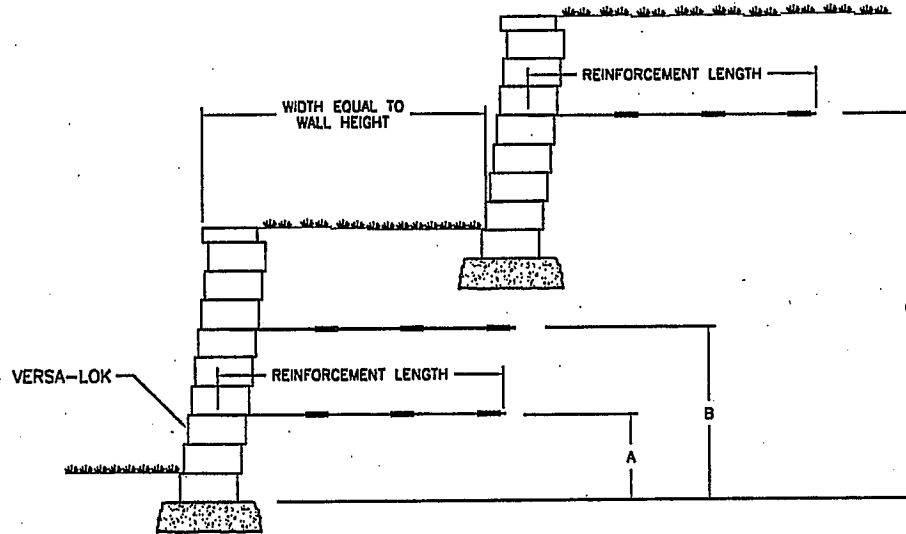 REINFORCEMENT LENGTH
WIDTH EQUAL TO
WALL HEIGHT
VERSA-LOK
REINFORCEMENT LENGTH
B
A